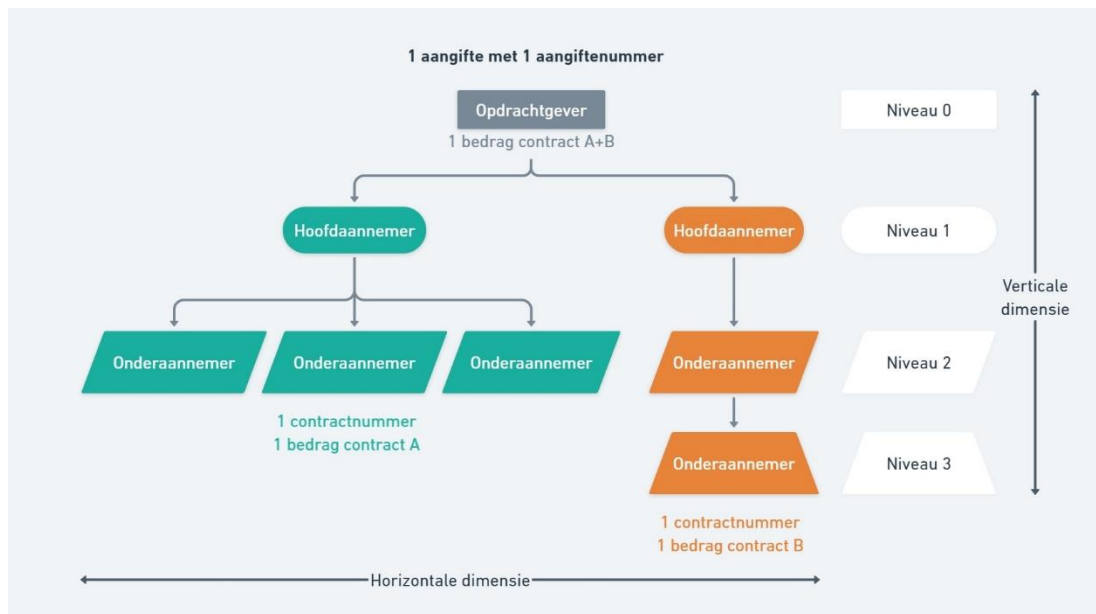 1 aangifte met 1 aangiftenummer
Opdrachtgever
Niveau 0
1 bedrag contract A+B
Hoofdaannemer
Hoofdaannemer
Niveau 1
Verticale
dimensie
Onderaannemer
Onderaannemer
Onderaannemer
Onderaannemer
Niveau 2
1 contractnummer
1 bedrag contract A
Onderaannemer
Niveau 3
1 contractnummer
1 bedrag contract B
Horizontale dimensie